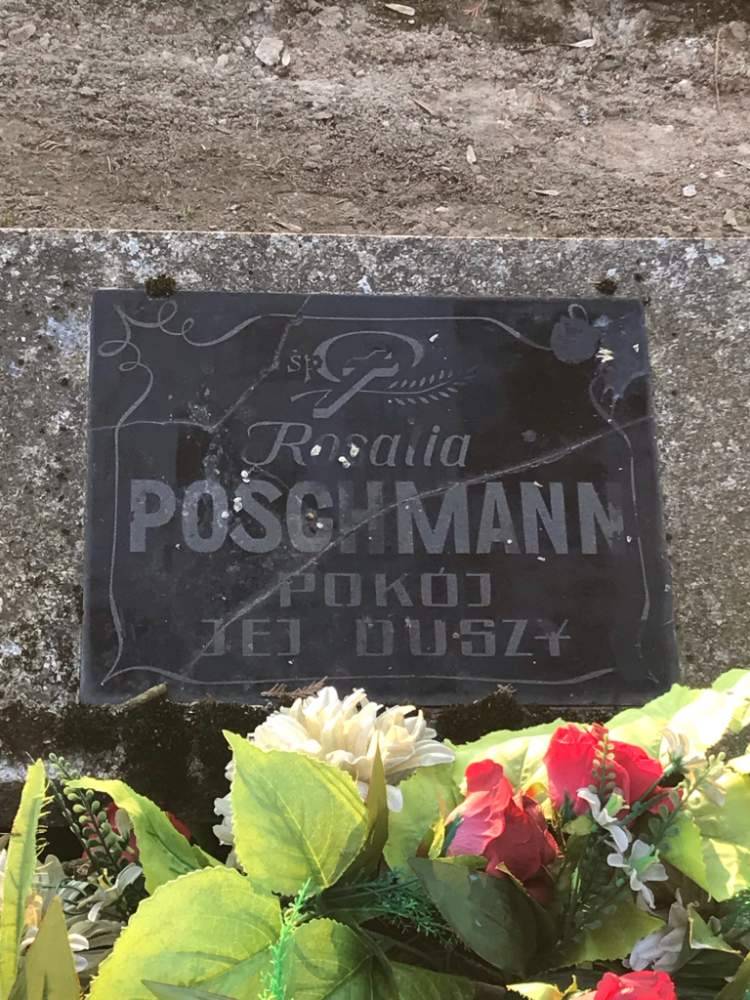 śp.
Rosalia
POSCHMANN
POKÓJ
JEJ DUSZY